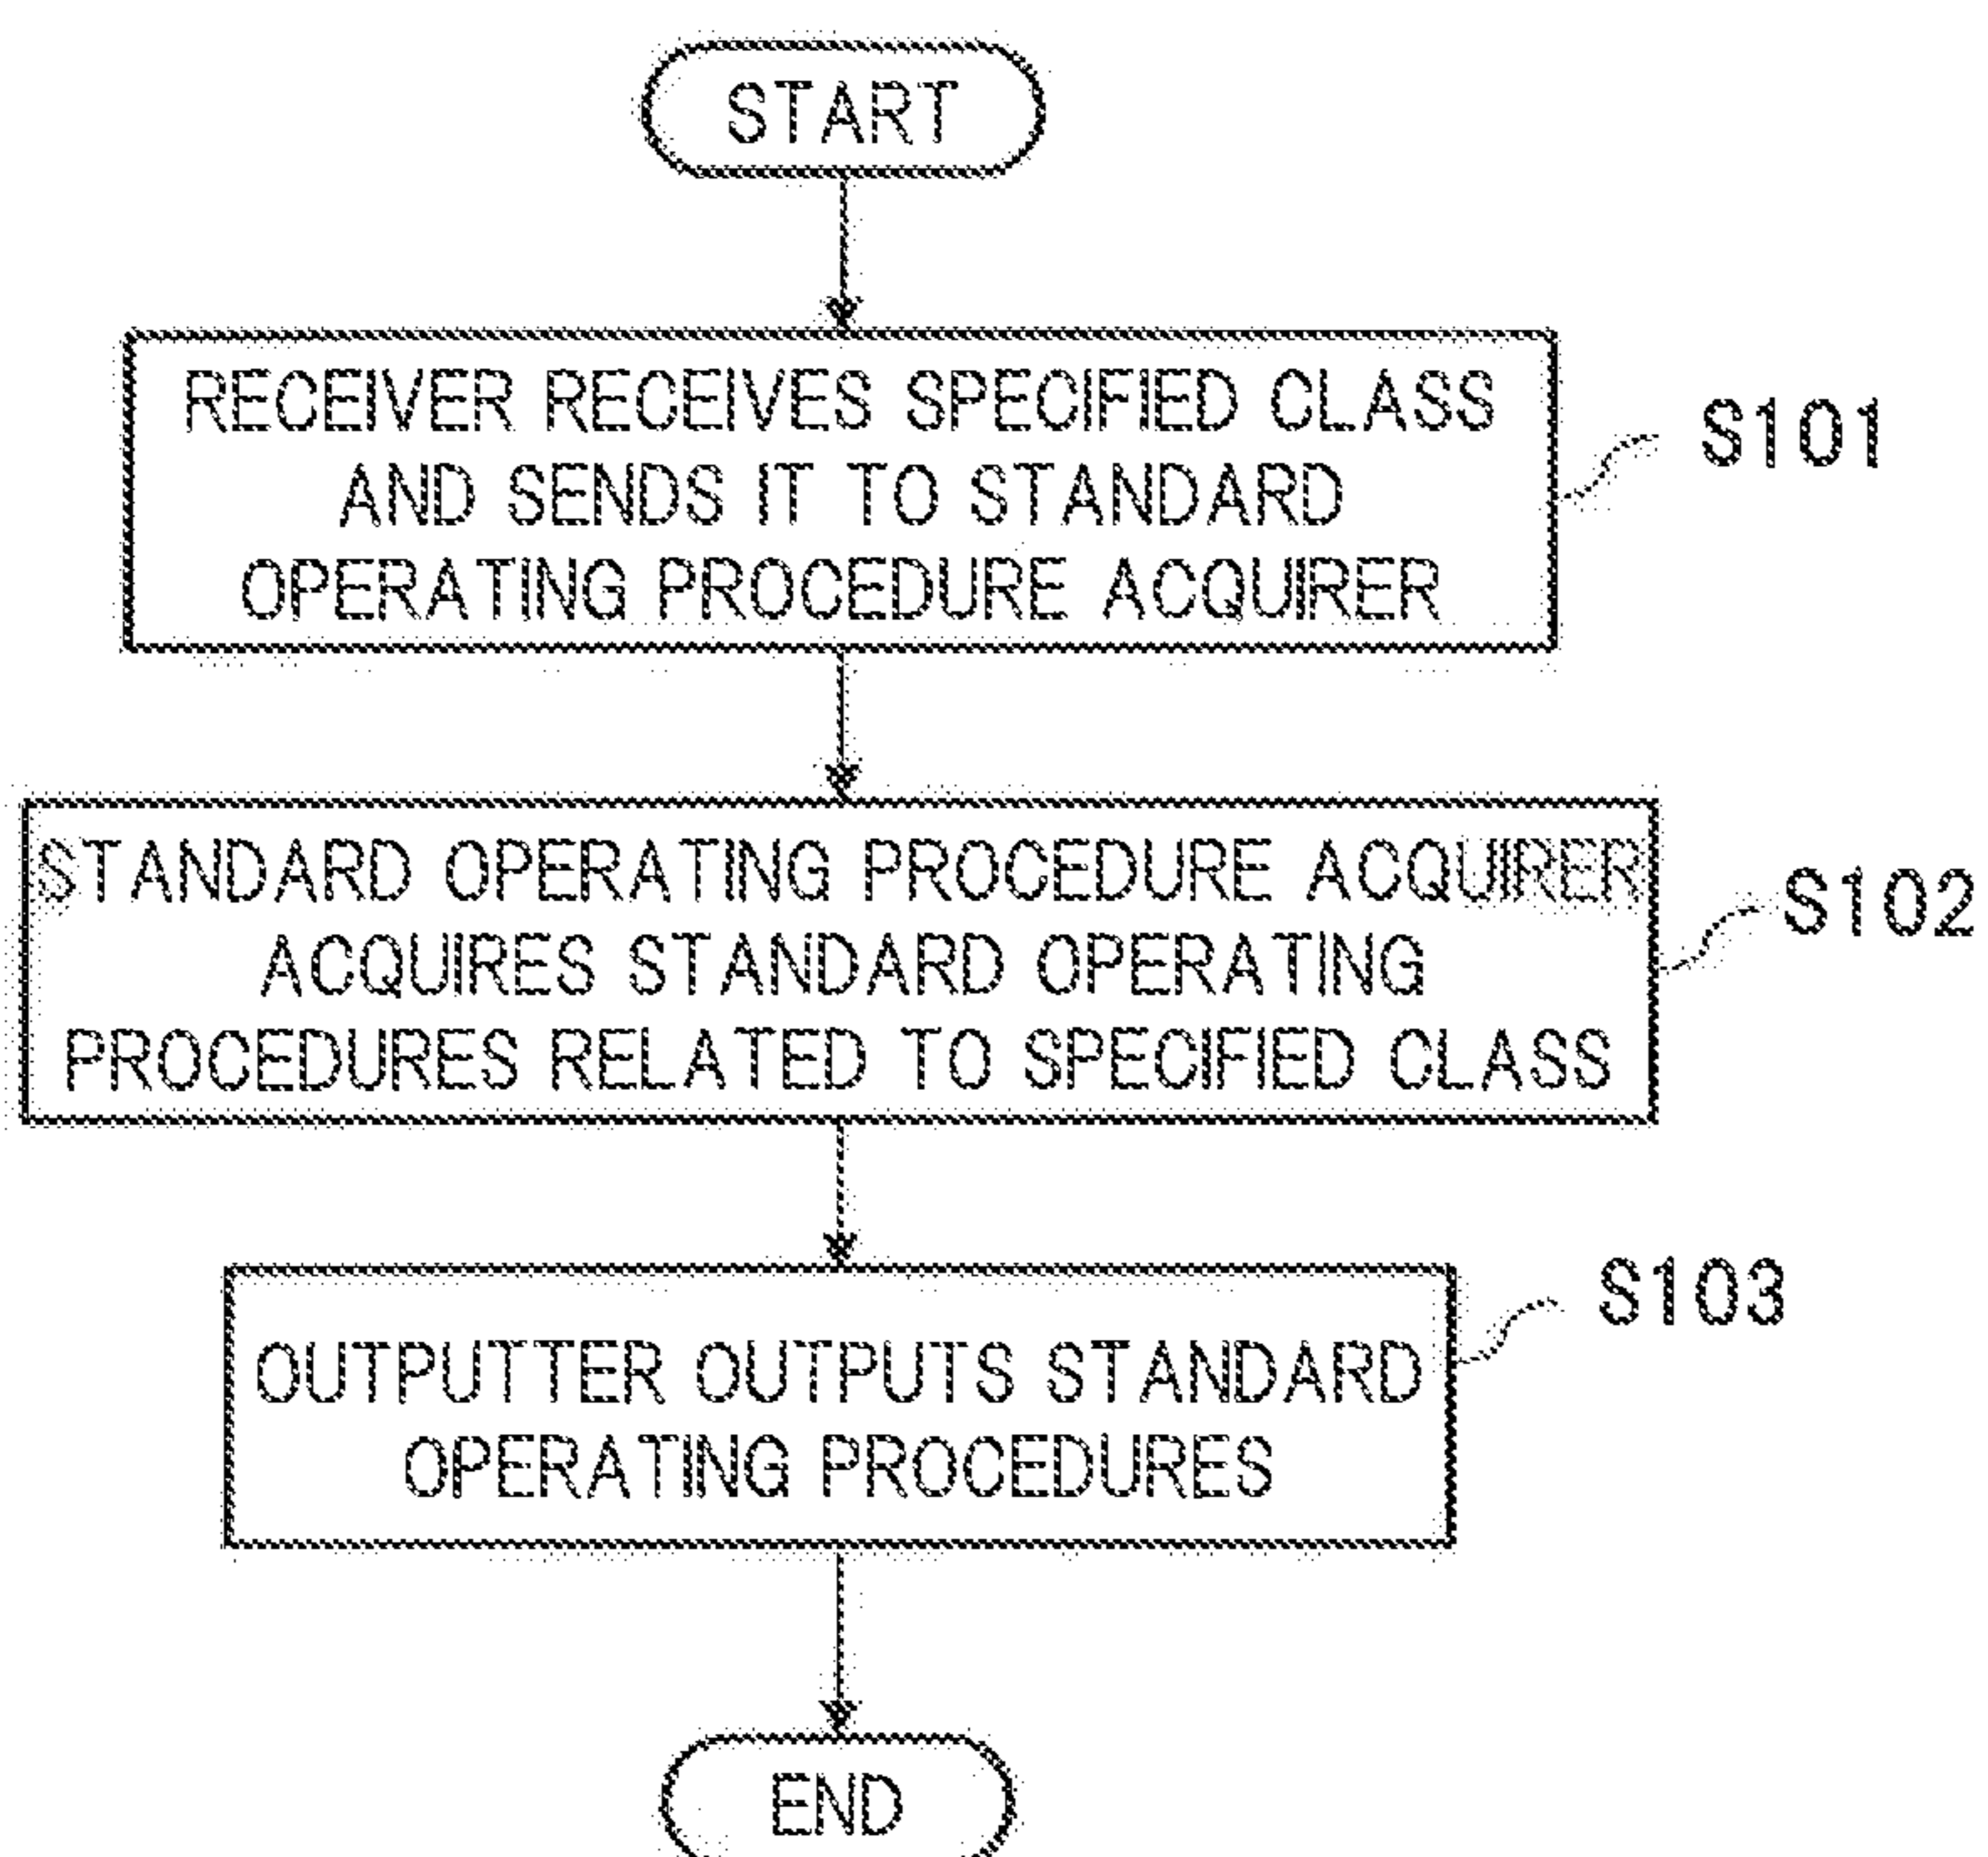 START
RECEIVER RECEIVES SPECIFIED CLASS
AND SENDS IT TO STANDARD
OPERATING PROCEDURE ACQUIRER
S101
STANDARD OPERATING PROCEDURE ACQUIRER
ACQUIRES STANDARD OPERATING
PROCEDURES RELATED TO SPECIFIED CLASS
S102
OUTPUTTER OUTPUTS STANDARD
OPERATING PROCEDURES
S103
END